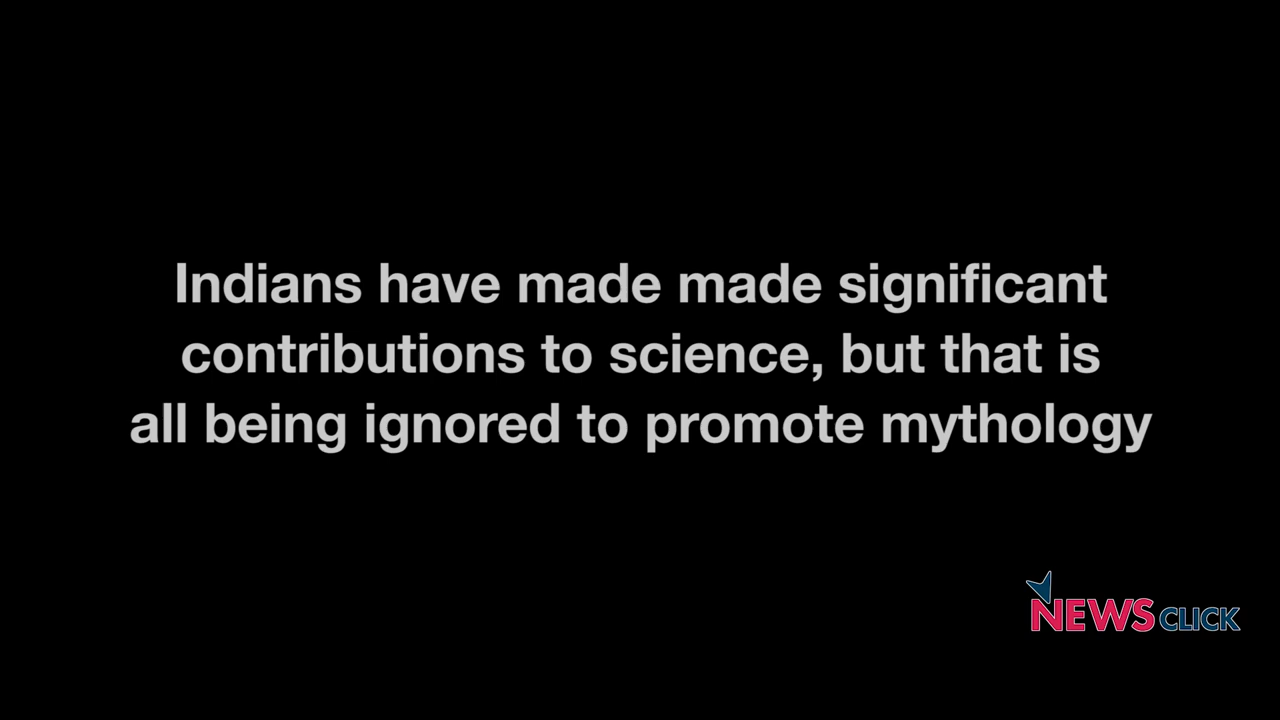 Indians have made made significant
contributions to science, but that is
all being ignored to promote mythology
NEWSCLICK